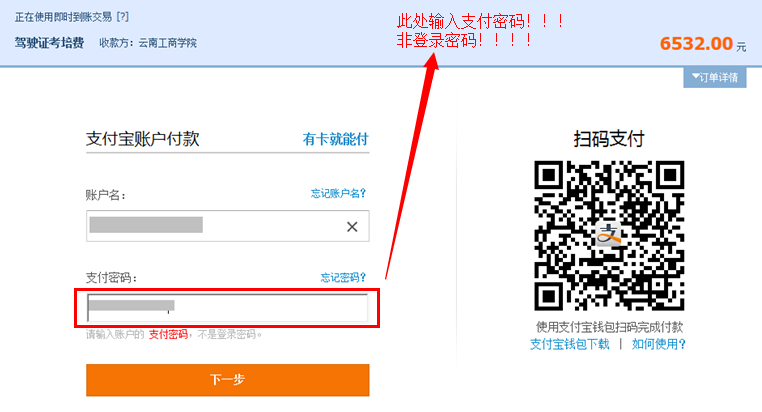 正在使用即时到账交易 [?]
驾驶证考培费 收款方：云南工商学院
此处输入支付密码！！！
非登录密码！！！！
6532.00 元
订单详情
支付宝账户付款 有卡就能付
账户名： 忘记账户名?
支付密码： 忘记密码?
请输入账户的 支付密码，不是登录密码。
下一步
扫码支付
支
使用支付宝钱包扫码完成付款
支付宝钱包下载 | 如何使用?